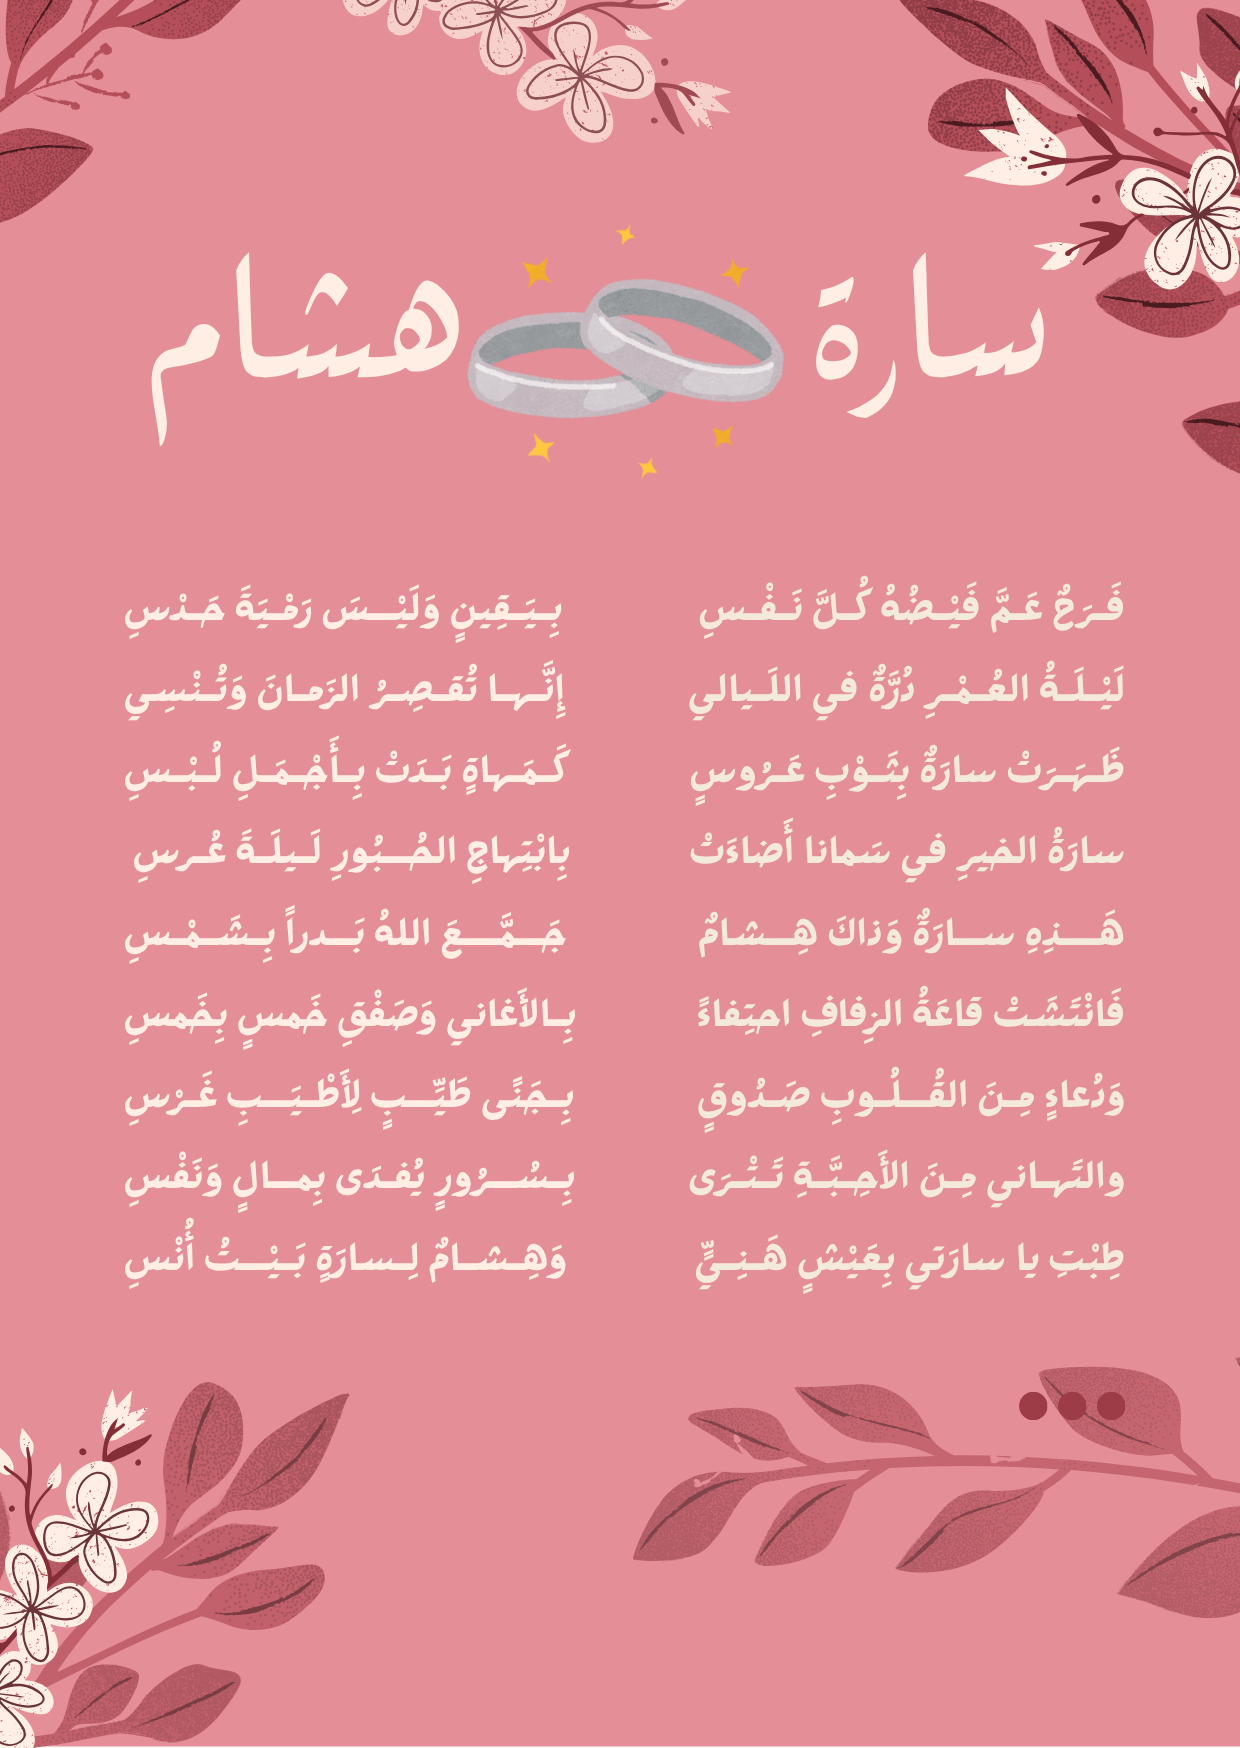 سارة هشام
فَرَحٌ عَمَّ فَيْضُهُ كُلَّ نَفْسِ بِيَقِينٍ وَلَيْسَ رَمْيَةَ حَدْسِ
لَيْلَةُ العُمْرِ دُرَّةٌ في اللَيالي إِنَّها تُقَصِرُ الزَمانَ وَتُنْسِي
ظَهَرَتْ سارَةٌ بِثَوْبِ عَرُوسٍ كَمَهاةٍ بَدَتْ بِأَجْمَلِ لُبْسِ
سارَةُ الخيرِ في سَمانا أَضاءَتْ بِابْتِهاجِ الحُبُورِ لَيلَةَ عُرسِ
هَذِهِ سارَةٌ وَذاكَ هِشامٌ جَمَّعَ اللهُ بَدراً بِشَمْسِ
فَانْتَشَتْ قاعَةُ الزِفافِ احتِفاءً بِالأَغاني وَصَفْقِ خَمسٍ بِخَمسِ
وَدُعاءٍ مِنَ القُلُوبِ صَدُوقٍ بِجَنًى طَيِّبٍ لِأَطْيَبِ غَرْسِ
والتَهاني مِنَ الأَحِبَّةِ تَتْرَى بِسُرُورٍ يُفدَى بِمالٍ وَنَفْسِ
طِبْتِ يا سارَتي بِعَيْشٍ هَنِيٍّ وَهِشامٌ لِسارَةٍ بَيْتُ أُنْسِ